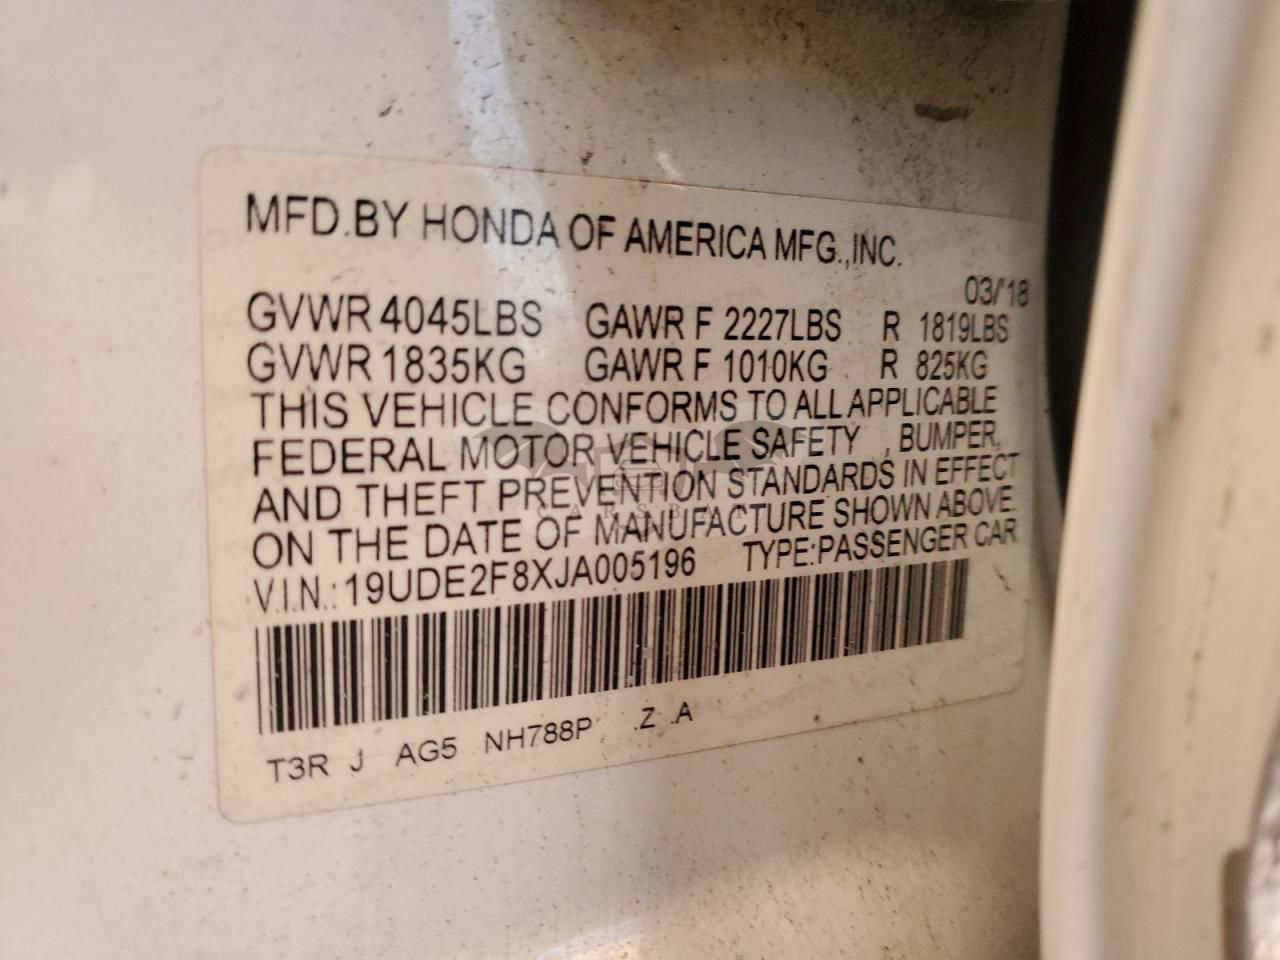 MFD.BY HONDA OF AMERICA MFG.,INC.
03/'18
GVWR 4045LBS GAWR F 2227LBS R 1819LBS
GVWR 1835KG GAWR F 1010KG R 825KG
THIS VEHICLE CONFORMS TO ALL APPLICABLE
FEDERAL MOTOR VEHICLE SAFETY , BUMPER,
AND THEFT PREVENTION STANDARDS IN EFFECT
ON THE DATE OF MANUFACTURE SHOWN ABOVE.
V.I.N.: 19UDE2F8XJA005196 TYPE:PASSENGER CAR
T3R J AG5 NH788P .Z .A